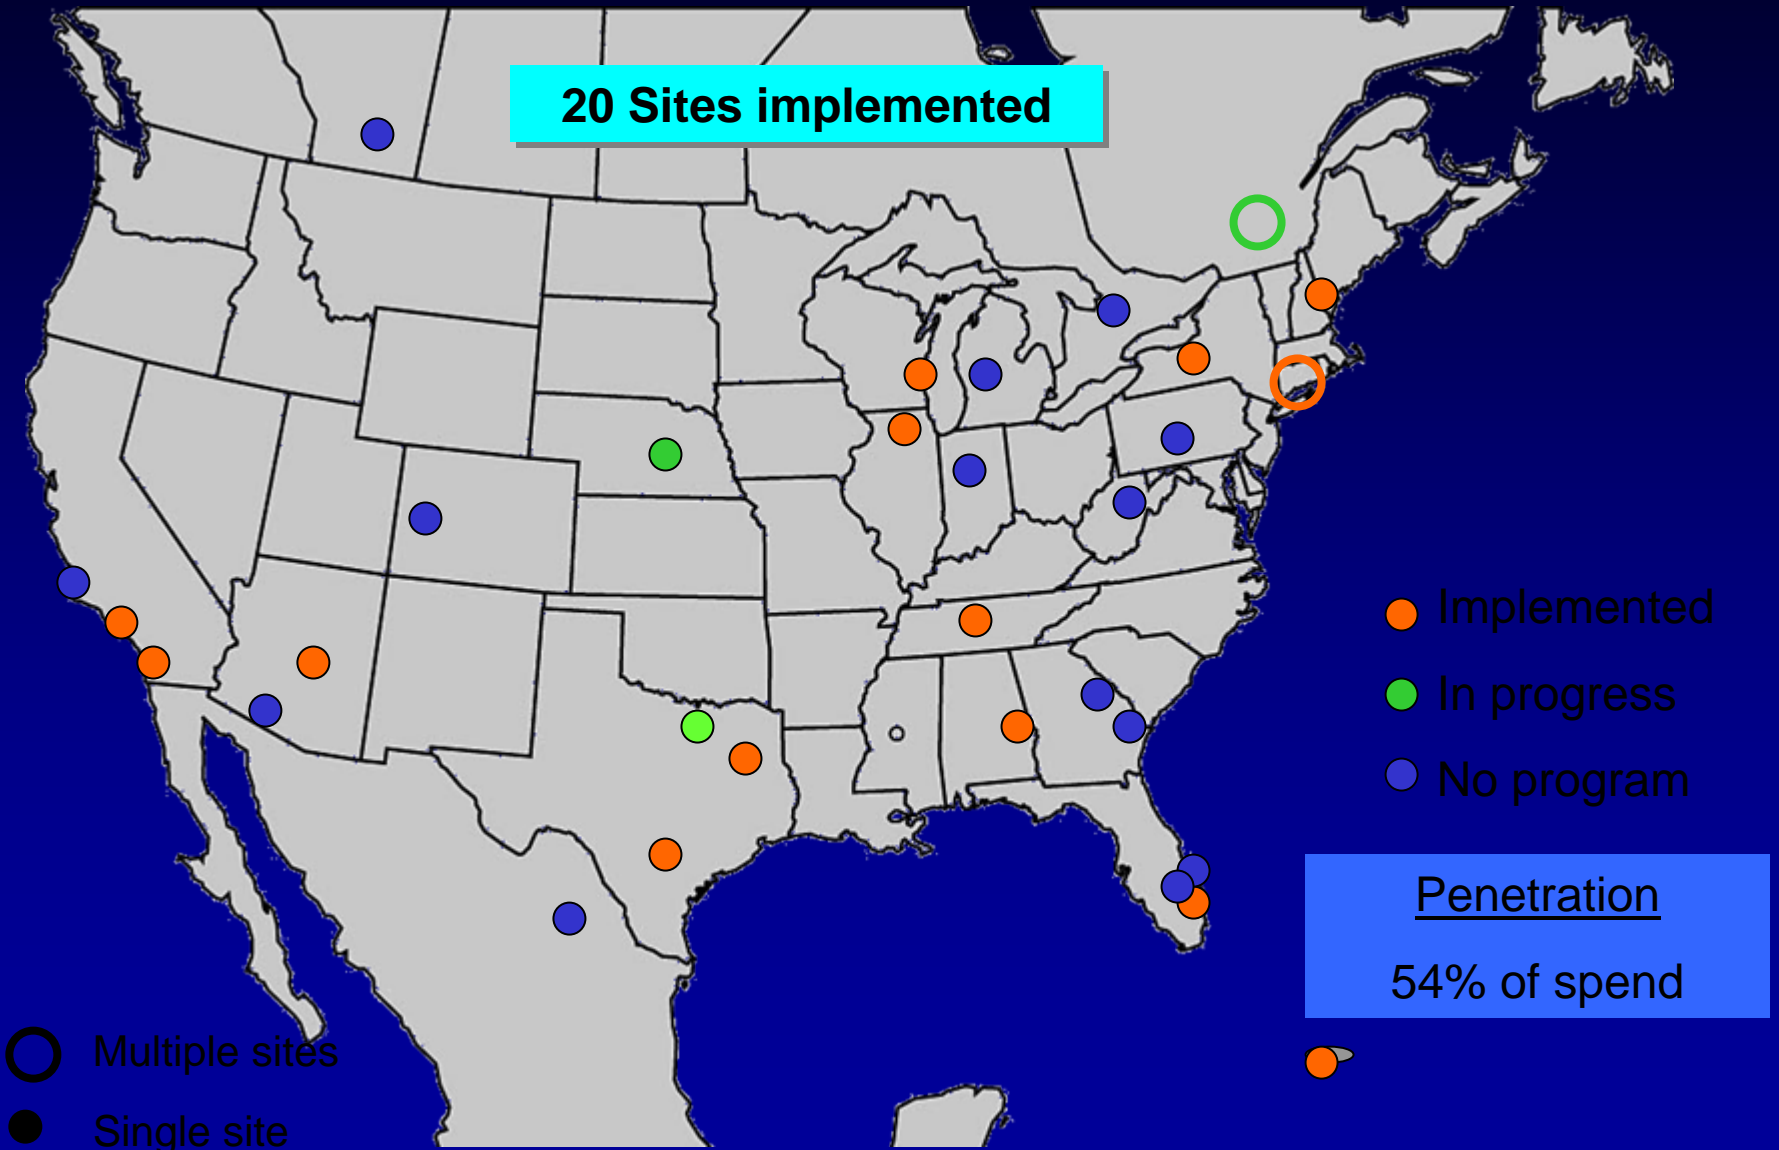 20 Sites implemented
Implemented
In progress
No program
Penetration
54% of spend
Multiple sites
Single site